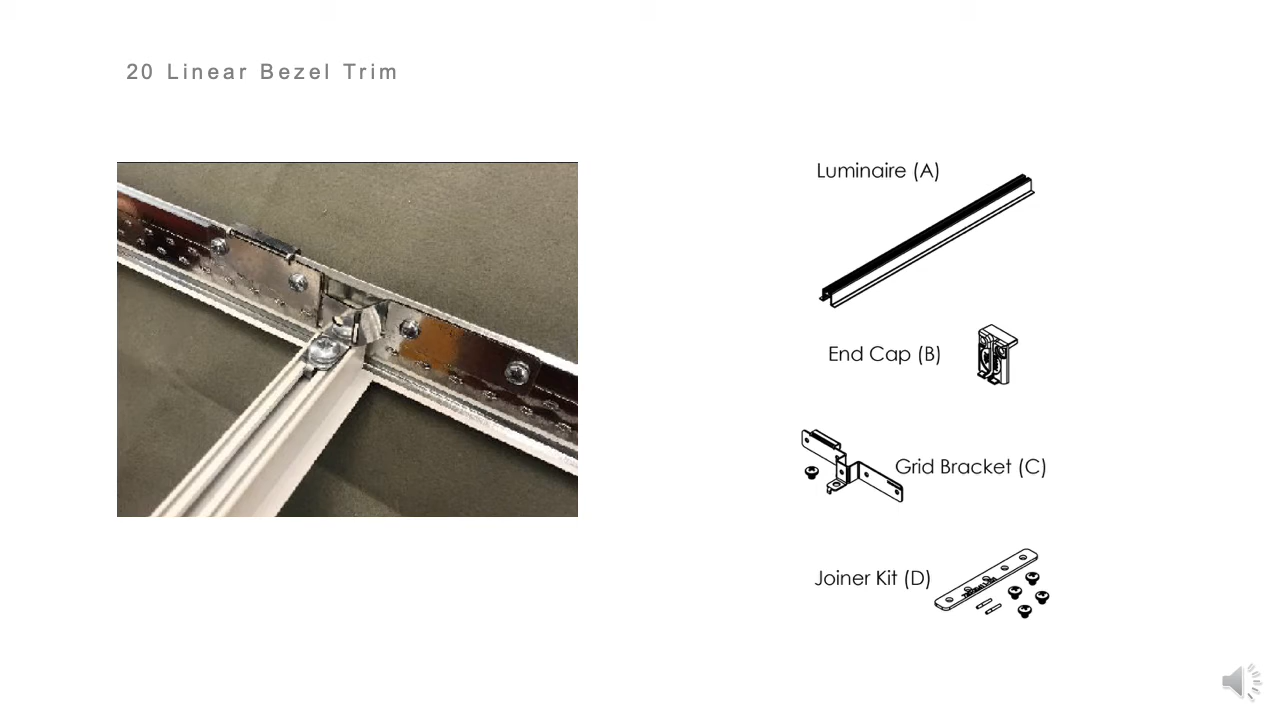 20 Linear Bezel Trim
Luminaire (A)
End Cap (B)
Grid Bracket (C)
Joiner Kit (D)